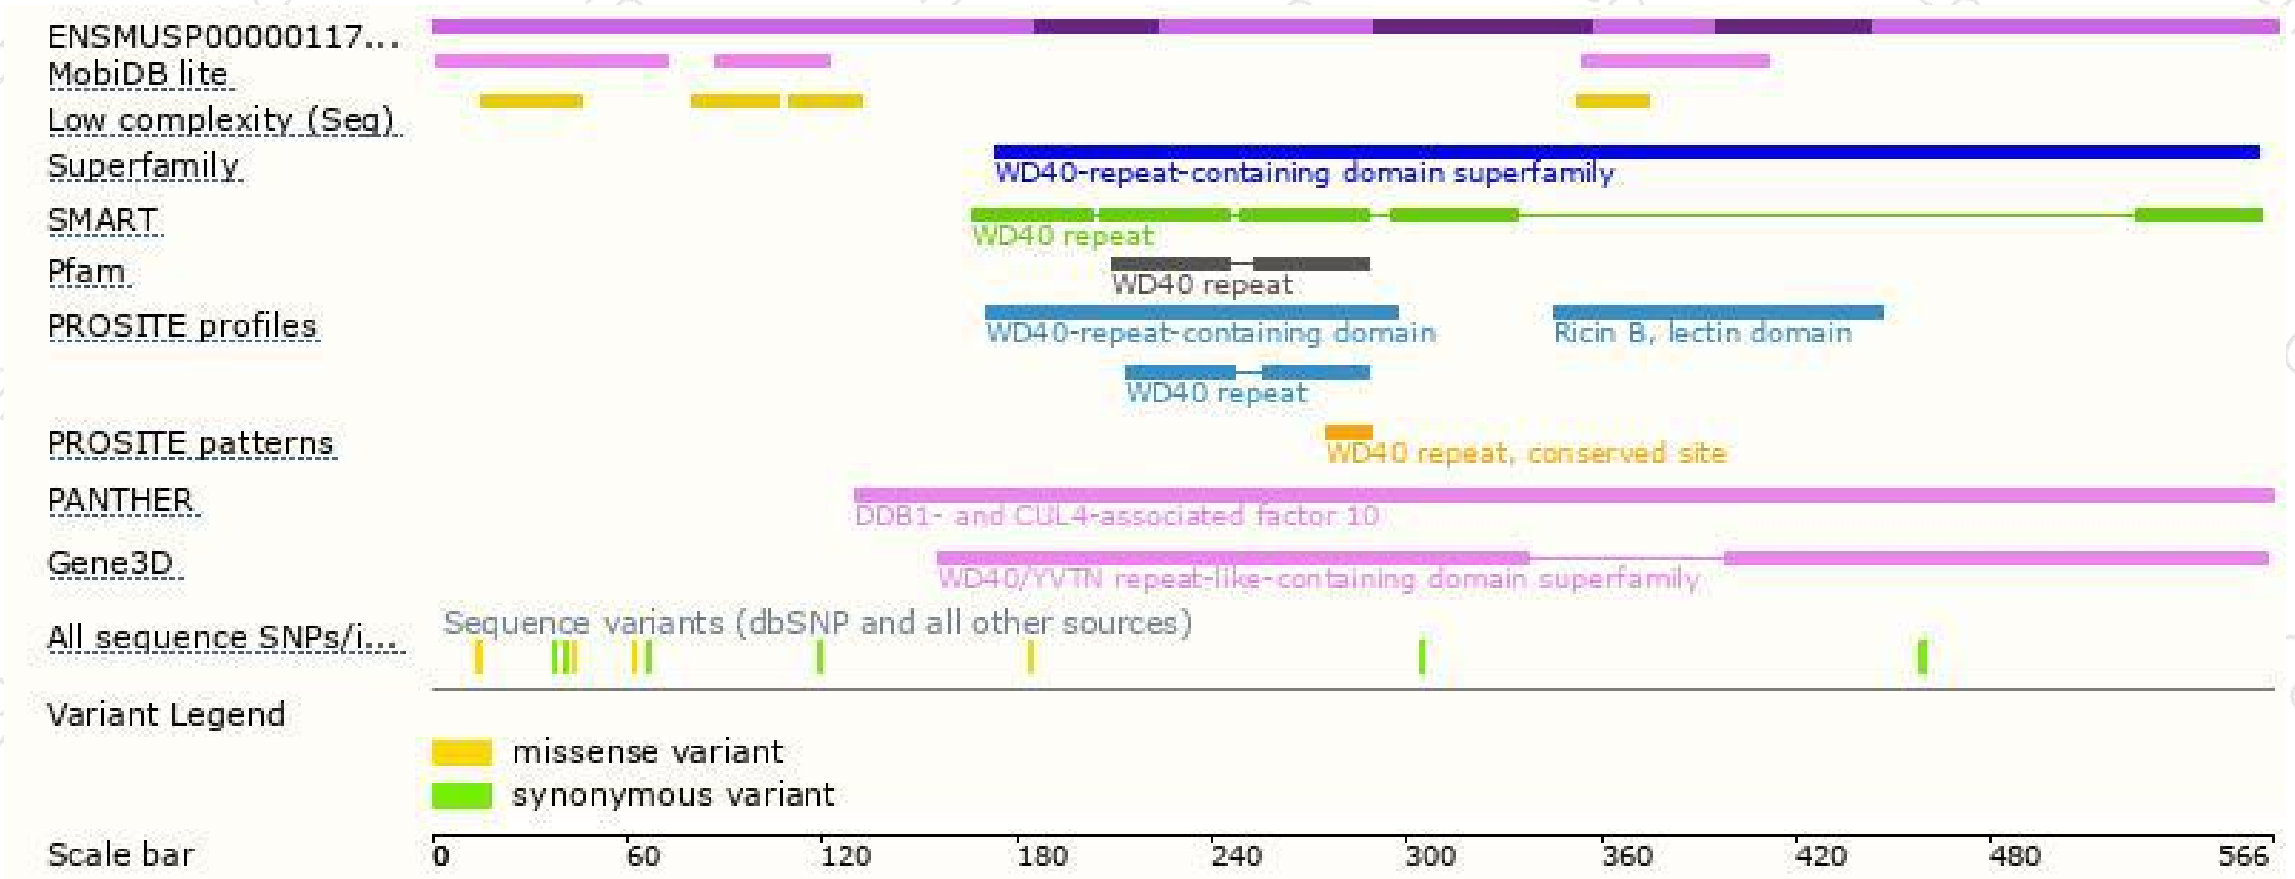 ENSMUSP00000117...
MobiDB lite
Low complexity (Seg)
Superfamily
WD40-repeat-containing domain superfamily
SMART
WD40 repeat
Pfam
WD40 repeat
PROSITE profiles
WD40-repeat-containing domain Ricin B, lectin domain
WD40 repeat
PROSITE patterns
WD40 repeat, conserved site
PANTHER
DDB1- and CUL4-associated factor 10
Gene3D
WD40/YVTN repeat-like-containing domain superfamily
Sequence variants (dbSNP and all other sources)
All sequence SNPs/i...
Variant Legend
missense variant
synonymous variant
Scale bar 0 60 120 180 240 300 360 420 480 566